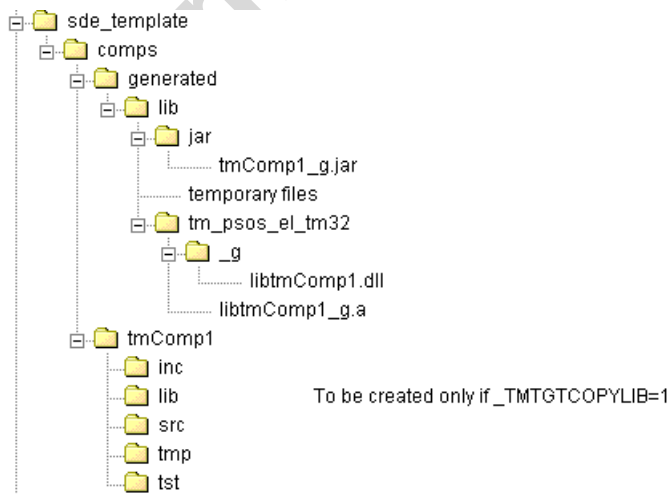 sde_template
comps
generated
lib
jar
tmComp1_g.jar
temporary files
tm_psos_el_tm32
_g
libtmComp1.dll
libtmComp1_g.a
tmComp1
inc
lib To be created only if _TMTGTCOPYLIB=1
src
tmp
tst